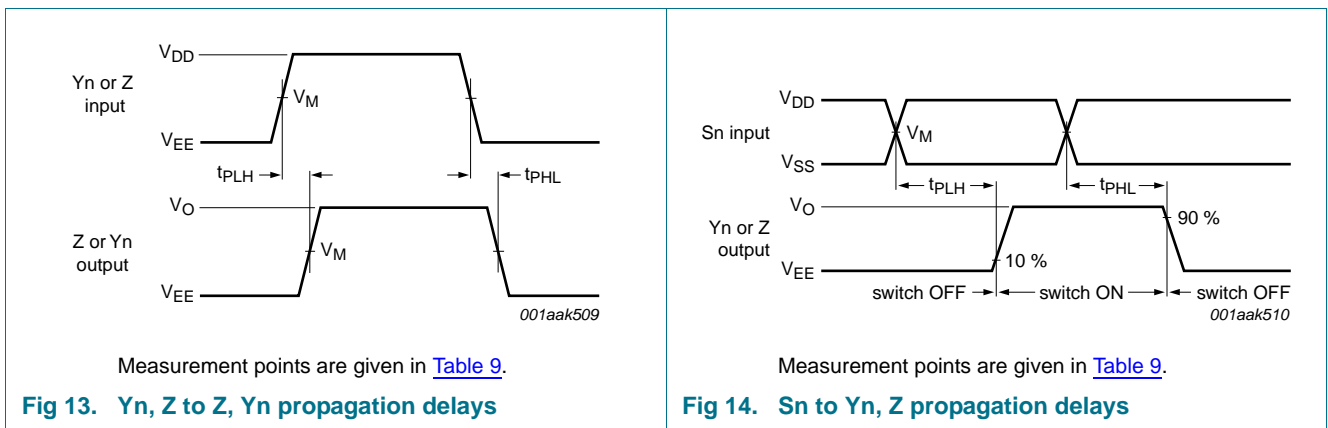 VDD
Yn or Z
input
VM
VEE
tPLH
tPHL
VO
Z or Yn
output
VM
VEE
001aak509
Measurement points are given in Table 9.
Fig 13. Yn, Z to Z, Yn propagation delays
VDD
Sn input
VM
VSS
tPLH
tPHL
VO
Yn or Z
output
90 %
10 %
VEE
switch OFF
switch ON
switch OFF
001aak510
Measurement points are given in Table 9.
Fig 14. Sn to Yn, Z propagation delays